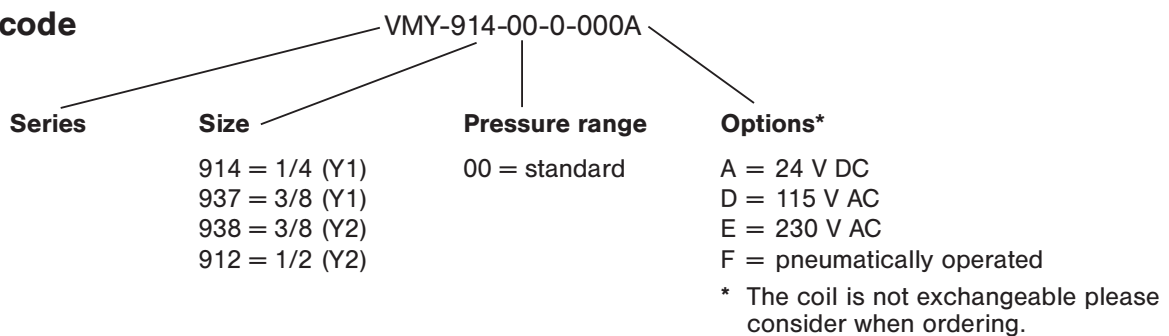 code
VMY-914-00-0-000A
Series
Size
Pressure range
Options*
914 = 1/4 (Y1)
937 = 3/8 (Y1)
938 = 3/8 (Y2)
912 = 1/2 (Y2)
00 = standard
A = 24 V DC
D = 115 V AC
E = 230 V AC
F = pneumatically operated
* The coil is not exchangeable please
consider when ordering.